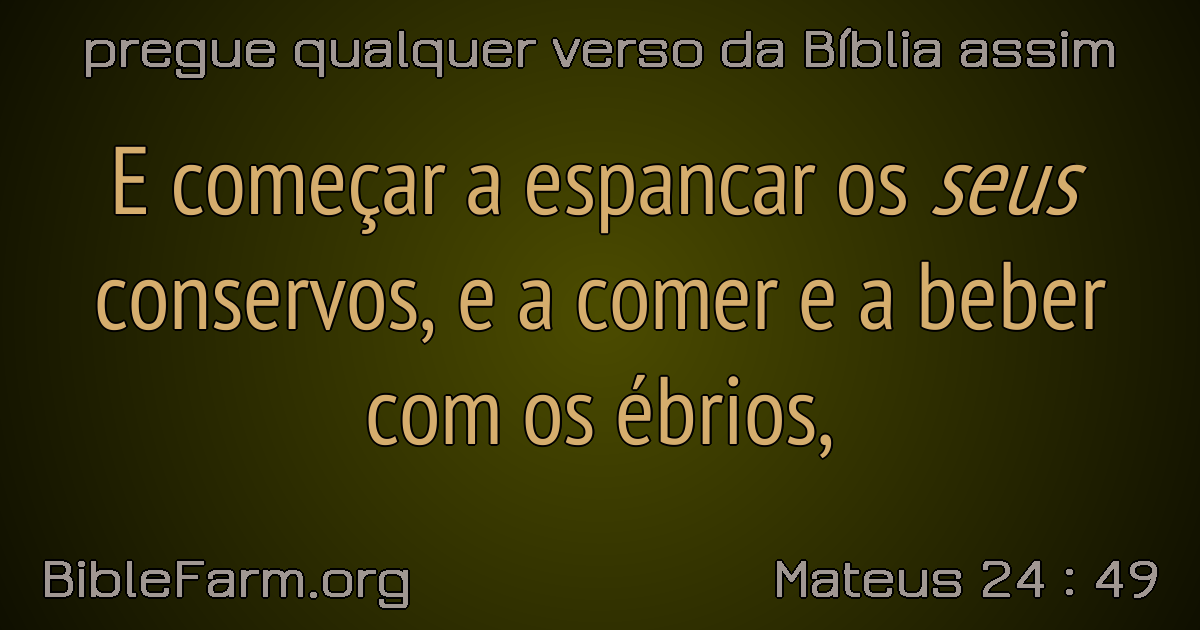 pregue qualquer verso da Bíblia assim
E começar a espancar os seus
conservos, e a comer e a beber
com os ébrios,
BibleFarm.org
Mateus 24 : 49